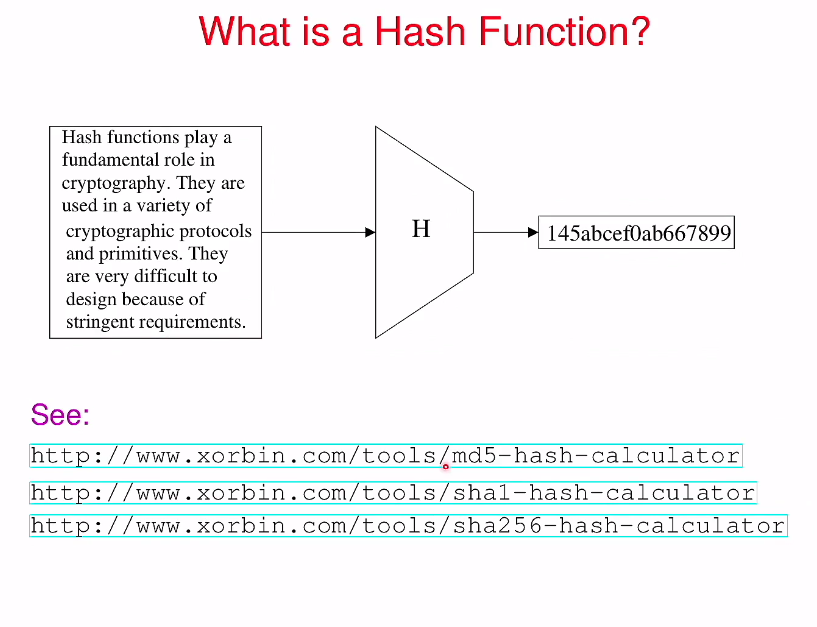 What is a Hash Function?
Hash functions play a
fundamental role in
cryptography. They are
used in a variety of
cryptographic protocols
and primitives. They
are very difficult to
design because of
stringent requirements.
H
145abcef0ab667899
See:
http://www.xorbin.com/tools/md5-hash-calculator
http://www.xorbin.com/tools/sha1-hash-calculator
http://www.xorbin.com/tools/sha256-hash-calculator